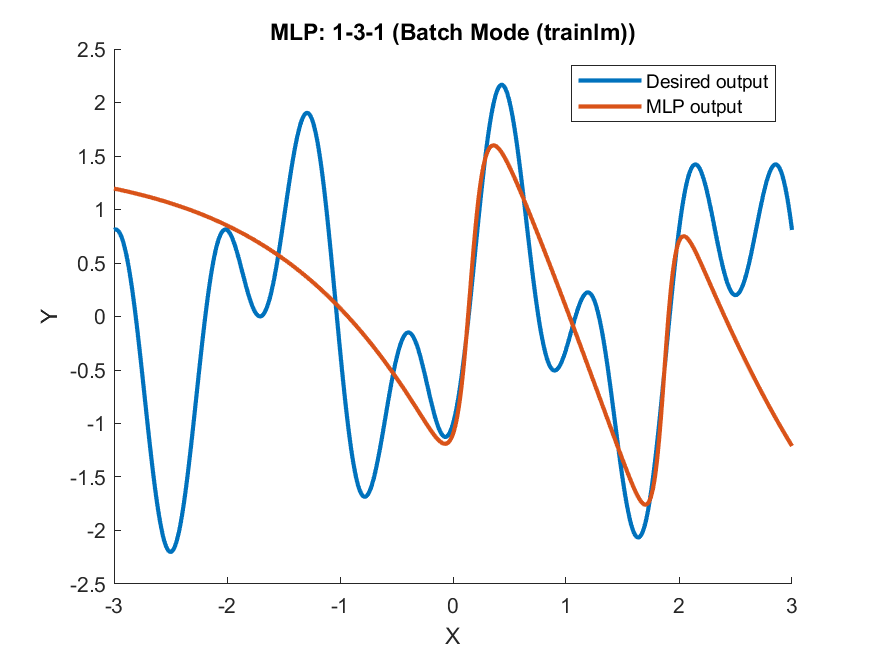 MLP: 1-3-1 (Batch Mode (trainlm))
Desired output
MLP output
2.5
2
1.5
1
0.5
0
-0.5
-1
-1.5
-2
-2.5
Y
-3 -2 -1 0 1 2 3
X